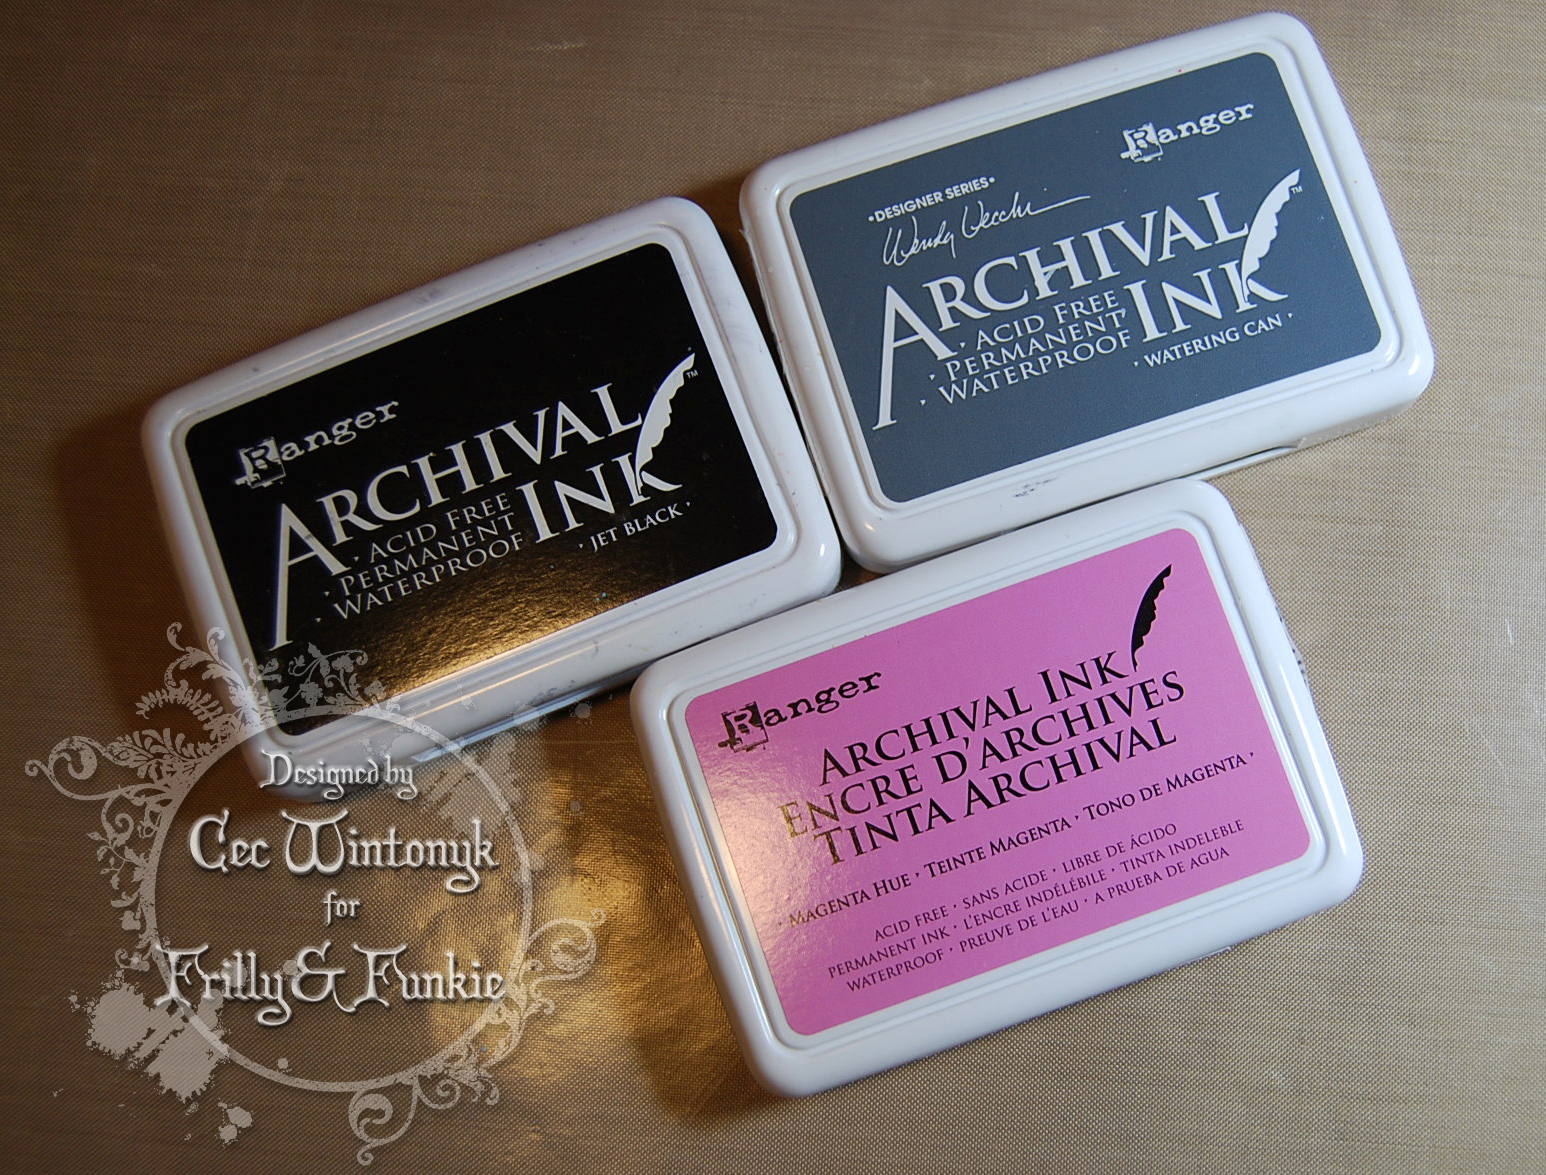 Ranger
ARCHIVAL
INK™
· ACID FREE
· PERMANENT
· WATERPROOF
· JET BLACK ·
Ranger
·DESIGNER SERIES·
Wendy Vecchi
ARCHIVAL
INK™
· ACID FREE
· PERMANENT
· WATERPROOF
· WATERING CAN ·
Ranger
ARCHIVAL INK
ENCRE D'ARCHIVES
TINTA ARCHIVAL
· MAGENTA HUE · TEINTE MAGENTA · TONO DE MAGENTA ·
ACID FREE · SANS ACIDE · LIBRE DE ÁCIDO
PERMANENT INK · L'ENCRE INDÉLÉBILE · TINTA INDELEBLE
WATERPROOF · PREUVE DE L'EAU · A PRUEBA DE AGUA
Designed by
Cec Wintonyk
for
Frilly & Funkie